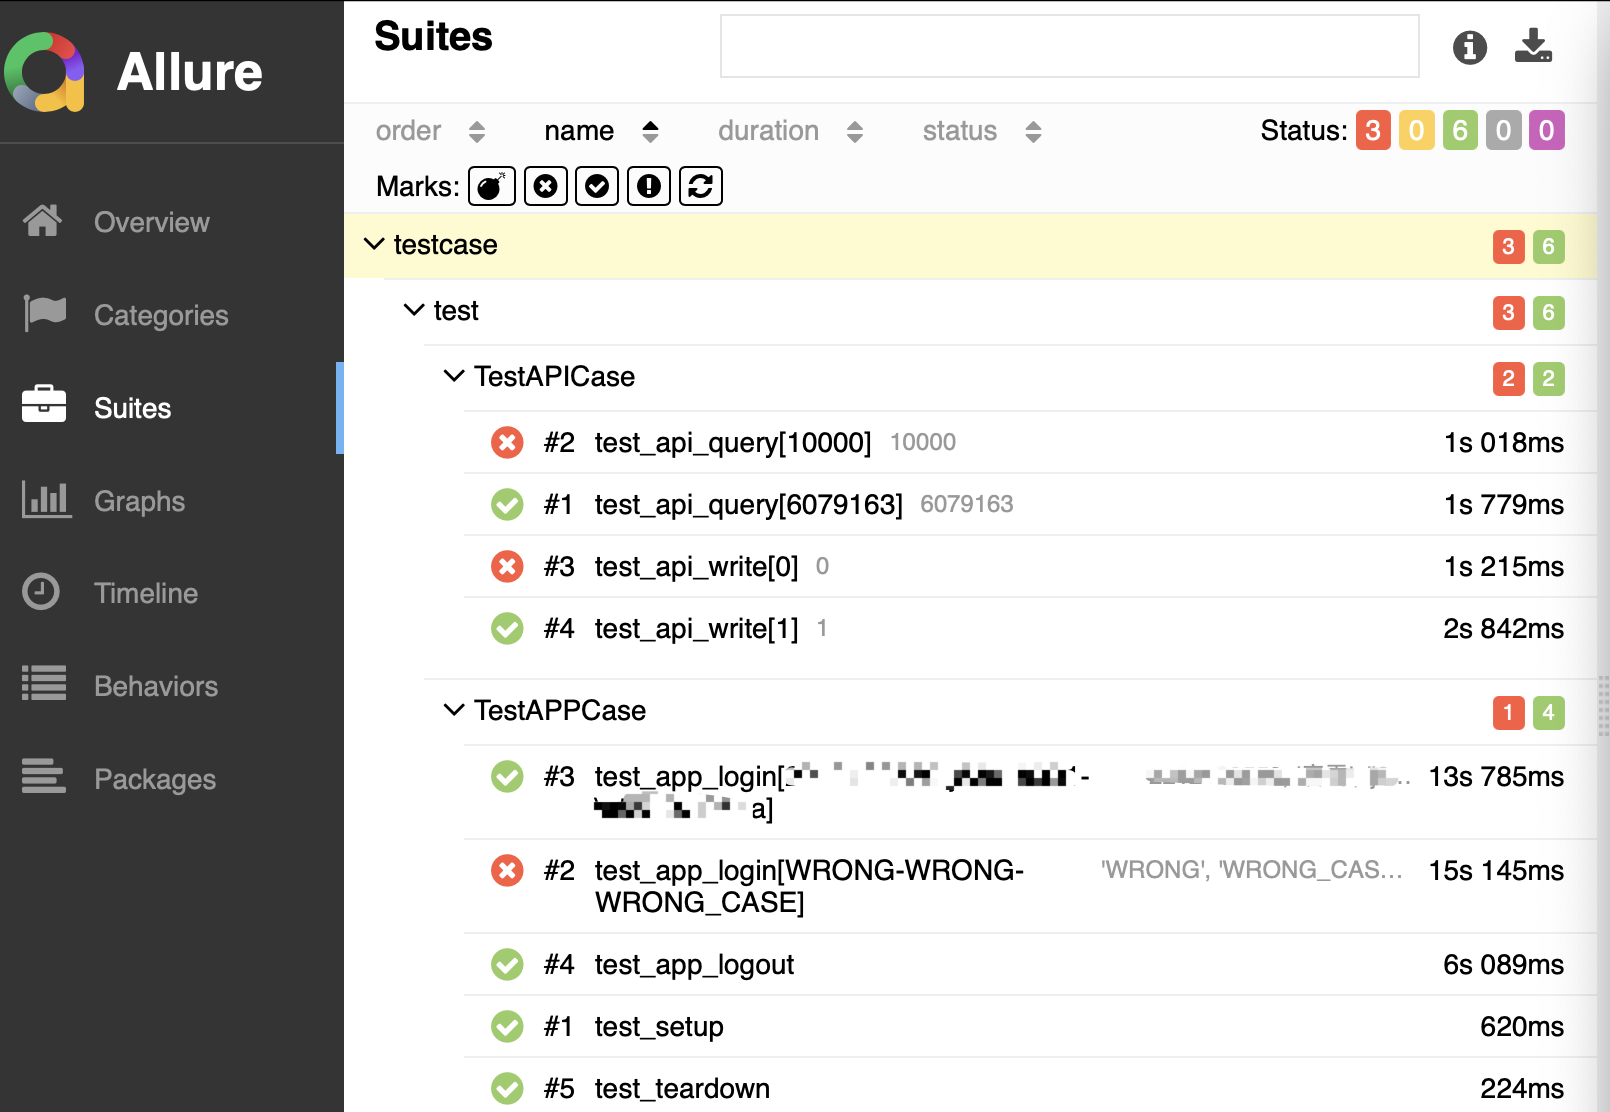 Allure
Suites
order name duration status Status: 3 0 6 0 0
Marks:
Overview
Categories
Suites
Graphs
Timeline
Behaviors
Packages
testcase 3 6
test 3 6
TestAPICase 2 2
#2 test_api_query[10000] 10000 1s 018ms
#1 test_api_query[6079163] 6079163 1s 779ms
#3 test_api_write[0] 0 1s 215ms
#4 test_api_write[1] 1 2s 842ms
TestAPPCase 1 4
#3 test_app_login[ - 13s 785ms
a]
#2 test_app_login[WRONG-WRONG- 'WRONG', 'WRONG_CAS... 15s 145ms
WRONG_CASE]
#4 test_app_logout 6s 089ms
#1 test_setup 620ms
#5 test_teardown 224ms